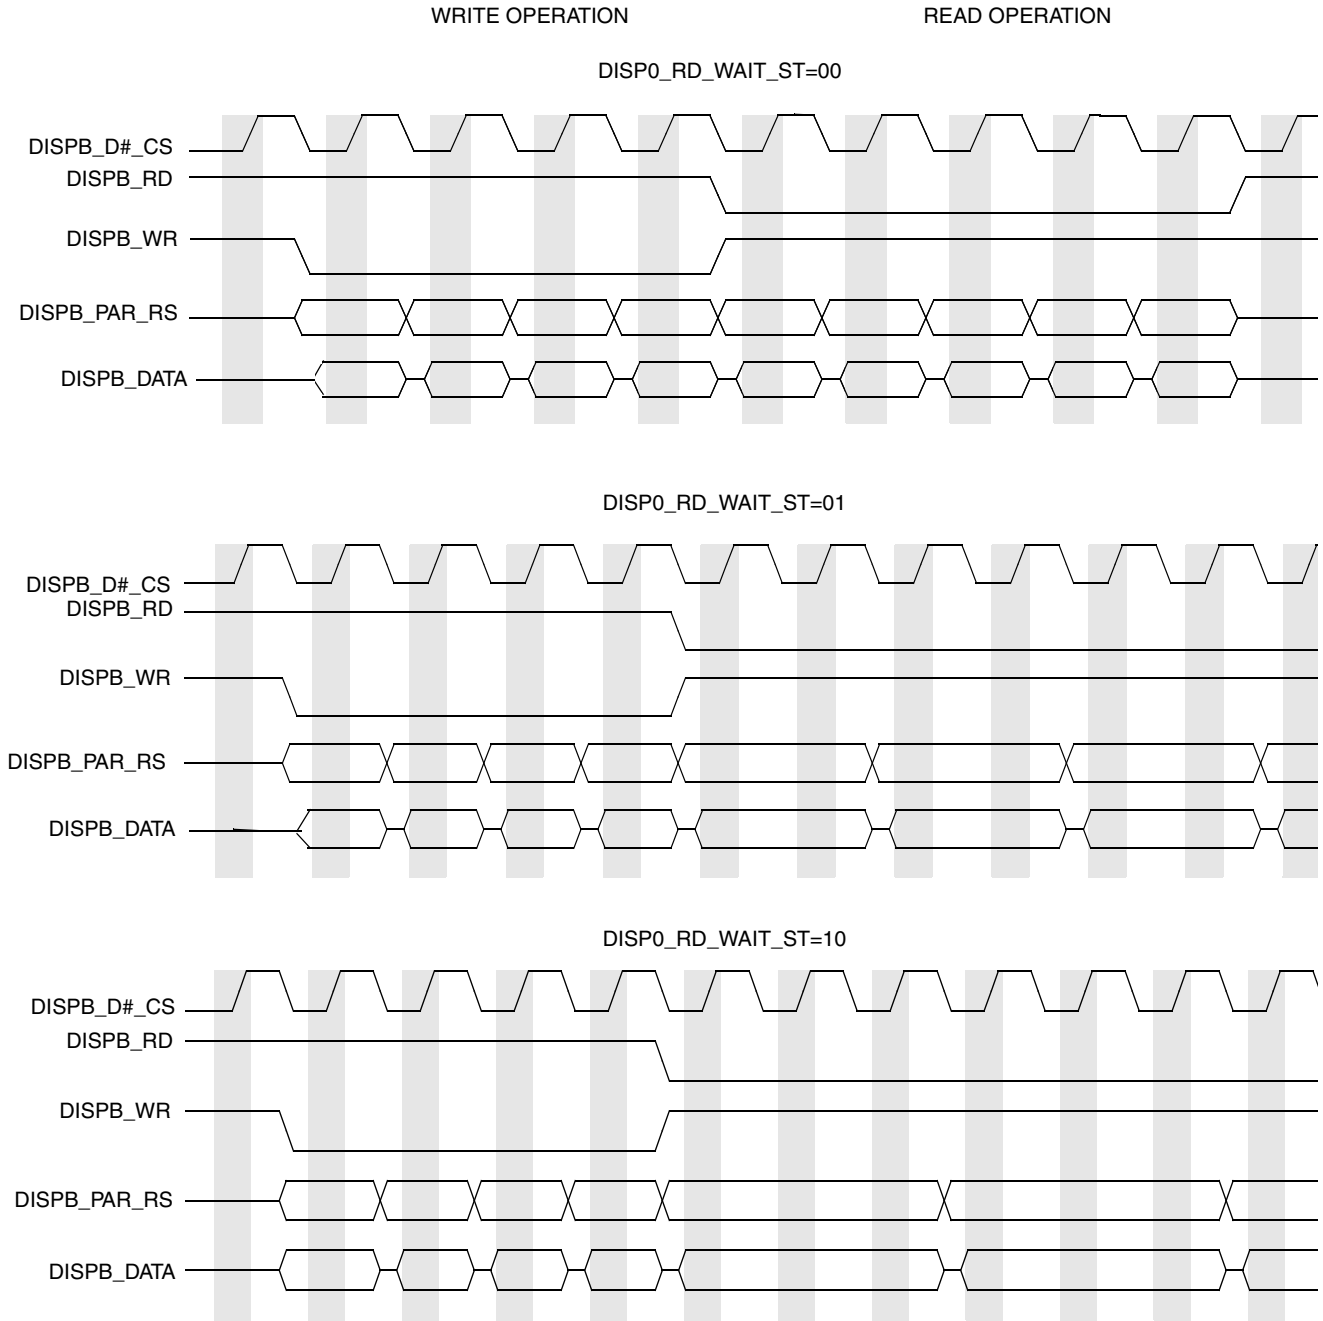 WRITE OPERATION READ OPERATION
DISP0_RD_WAIT_ST=00
DISPB_D#_CS
DISPB_RD
DISPB_WR
DISPB_PAR_RS
DISPB_DATA
DISP0_RD_WAIT_ST=01
DISPB_D#_CS
DISPB_RD
DISPB_WR
DISPB_PAR_RS
DISPB_DATA
DISP0_RD_WAIT_ST=10
DISPB_D#_CS
DISPB_RD
DISPB_WR
DISPB_PAR_RS
DISPB_DATA